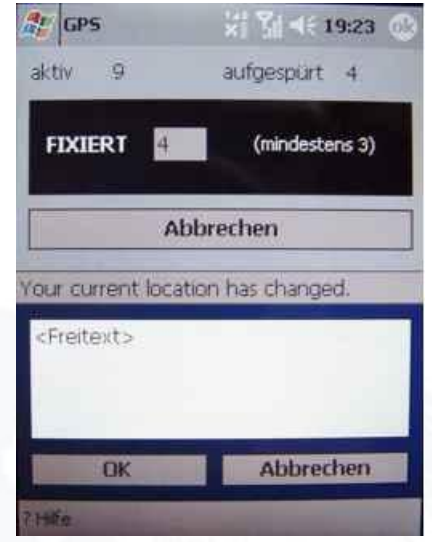 GPS 19:23 ok
aktiv 9 aufgespürt 4
FIXIERT 4 (mindestens 3)
Abbrechen
Your current location has changed.
<Freitext>
OK Abbrechen
? Hilfe